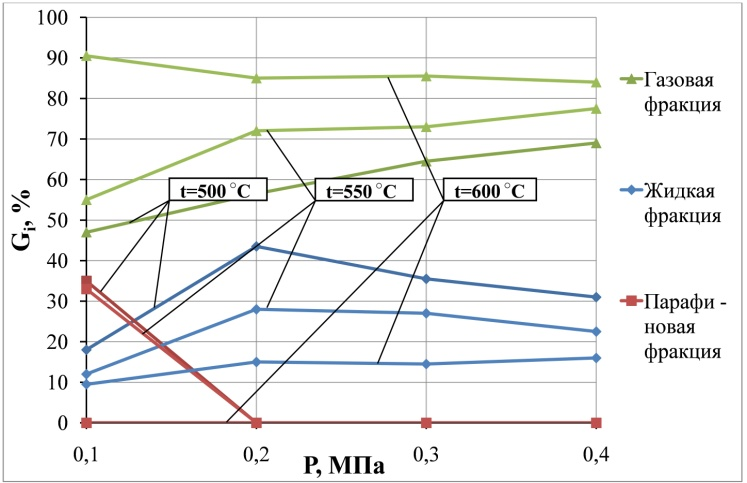 100
90
80
70
60
50
40
30
20
10
0
G i, %
t=500 °C
t=550 °C
t=600 °C
0,1
0,2
0,3
0,4
P, МПа
Газовая
фракция
Жидкая
фракция
Парафи -
новая
фракция